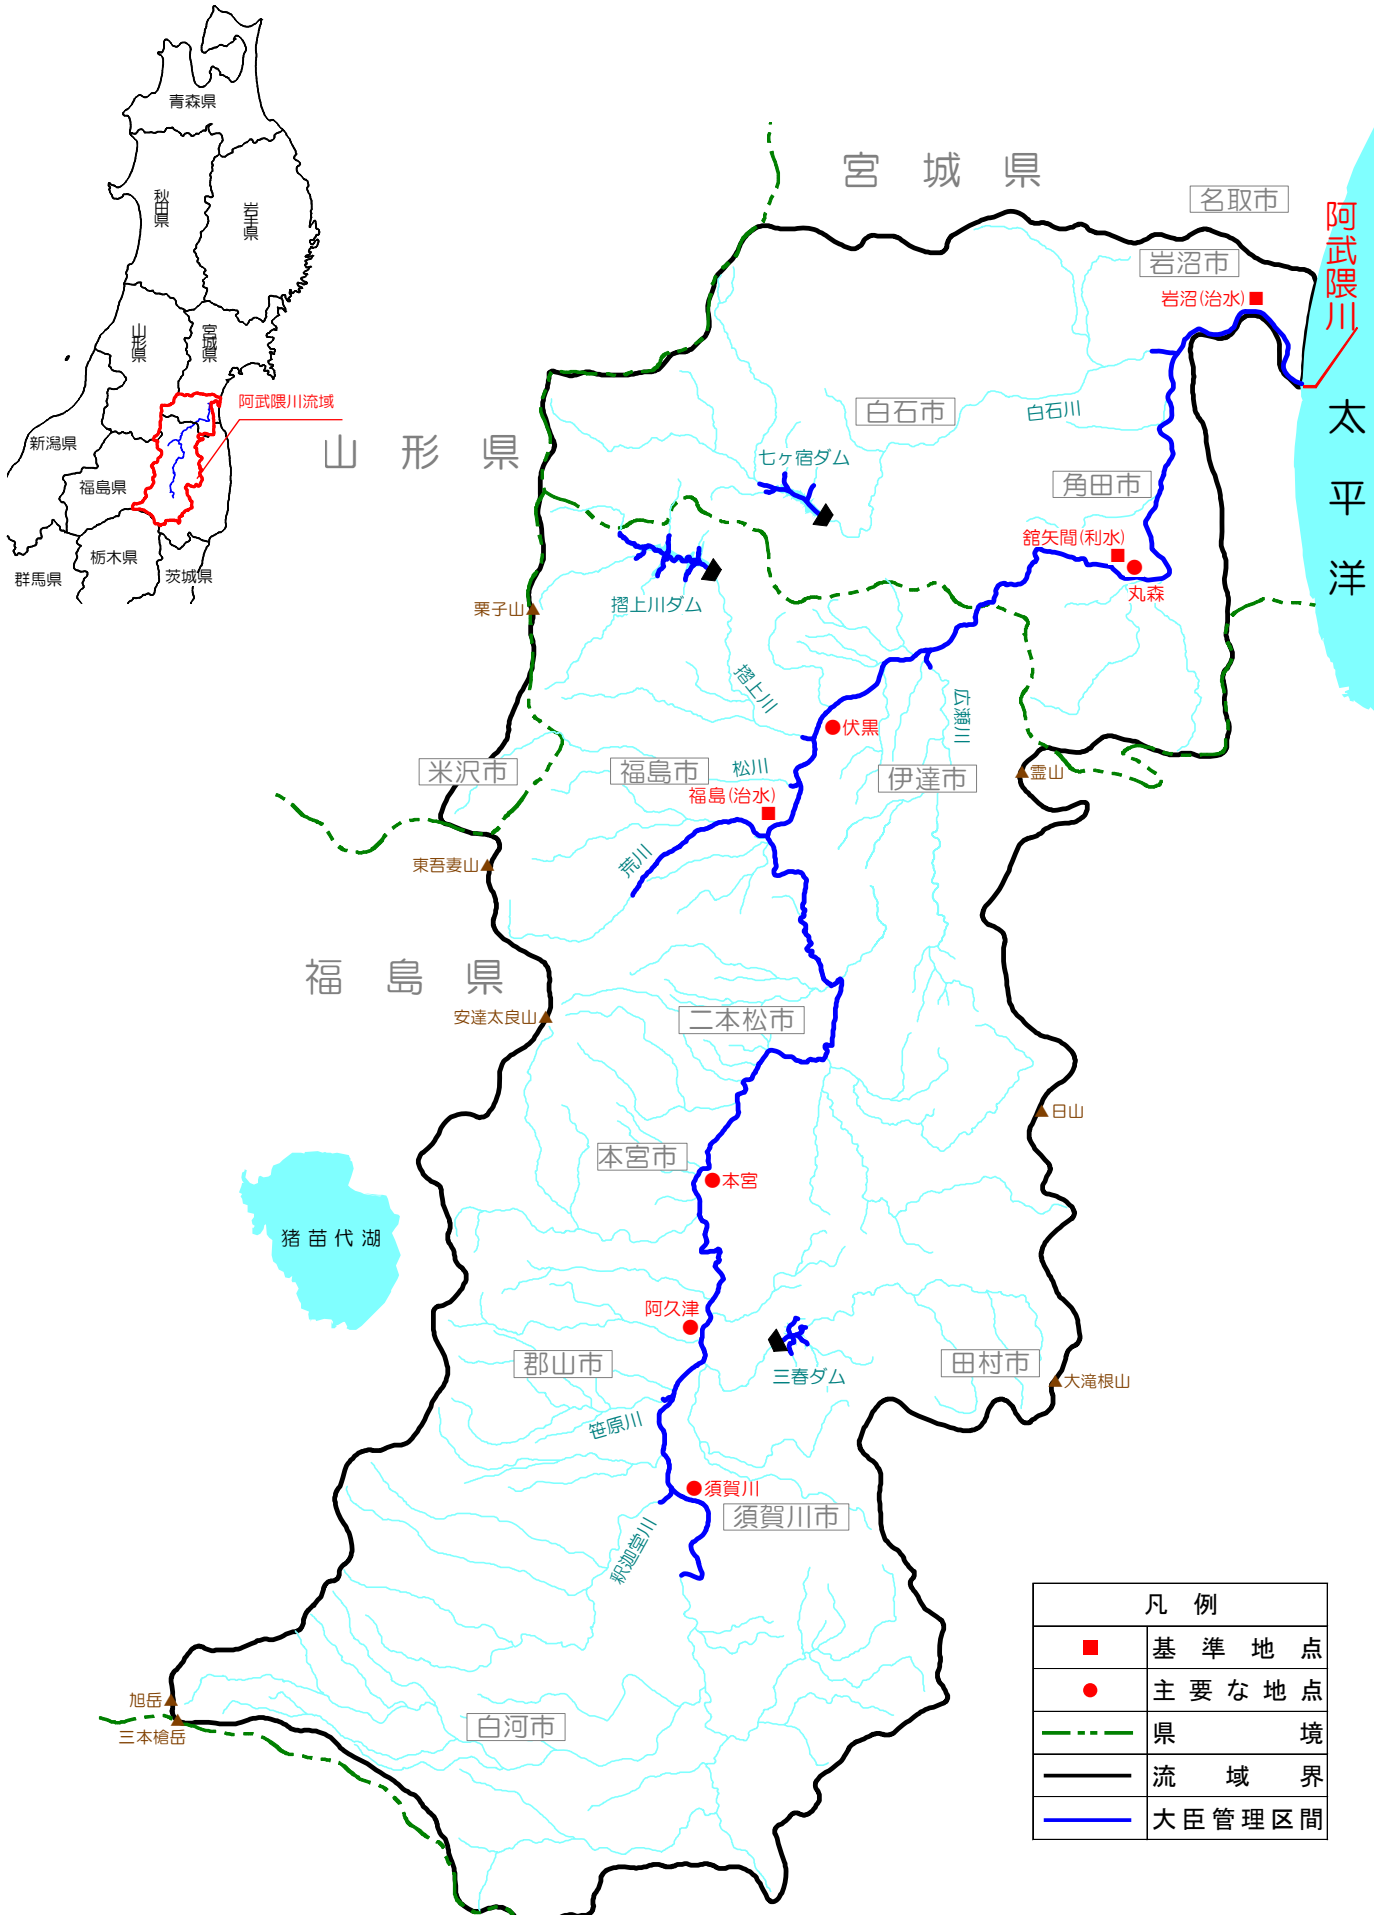 青森県
秋田県
岩手県
山形県
宮城県
阿武隈川流域
新潟県
福島県
栃木県
群馬県
茨城県
宮城県
名取市
阿武隈川
岩沼市
岩沼(治水)
太平洋
山形県
白石市
白石川
七ヶ宿ダム
角田市
舘矢間(利水)
丸森
摺上川ダム
栗子山
摺上川
広瀬川
伏黒
米沢市
福島市
松川
伊達市
霊山
福島(治水)
荒川
東吾妻山
福島県
安達太良山
二本松市
日山
本宮市
本宮
猪苗代湖
阿久津
郡山市
三春ダム
田村市
大滝根山
笹原川
須賀川
須賀川市
釈迦堂川
旭岳
三本槍岳
白河市
凡例
基準地点
主要な地点
県境
流域界
大臣管理区間